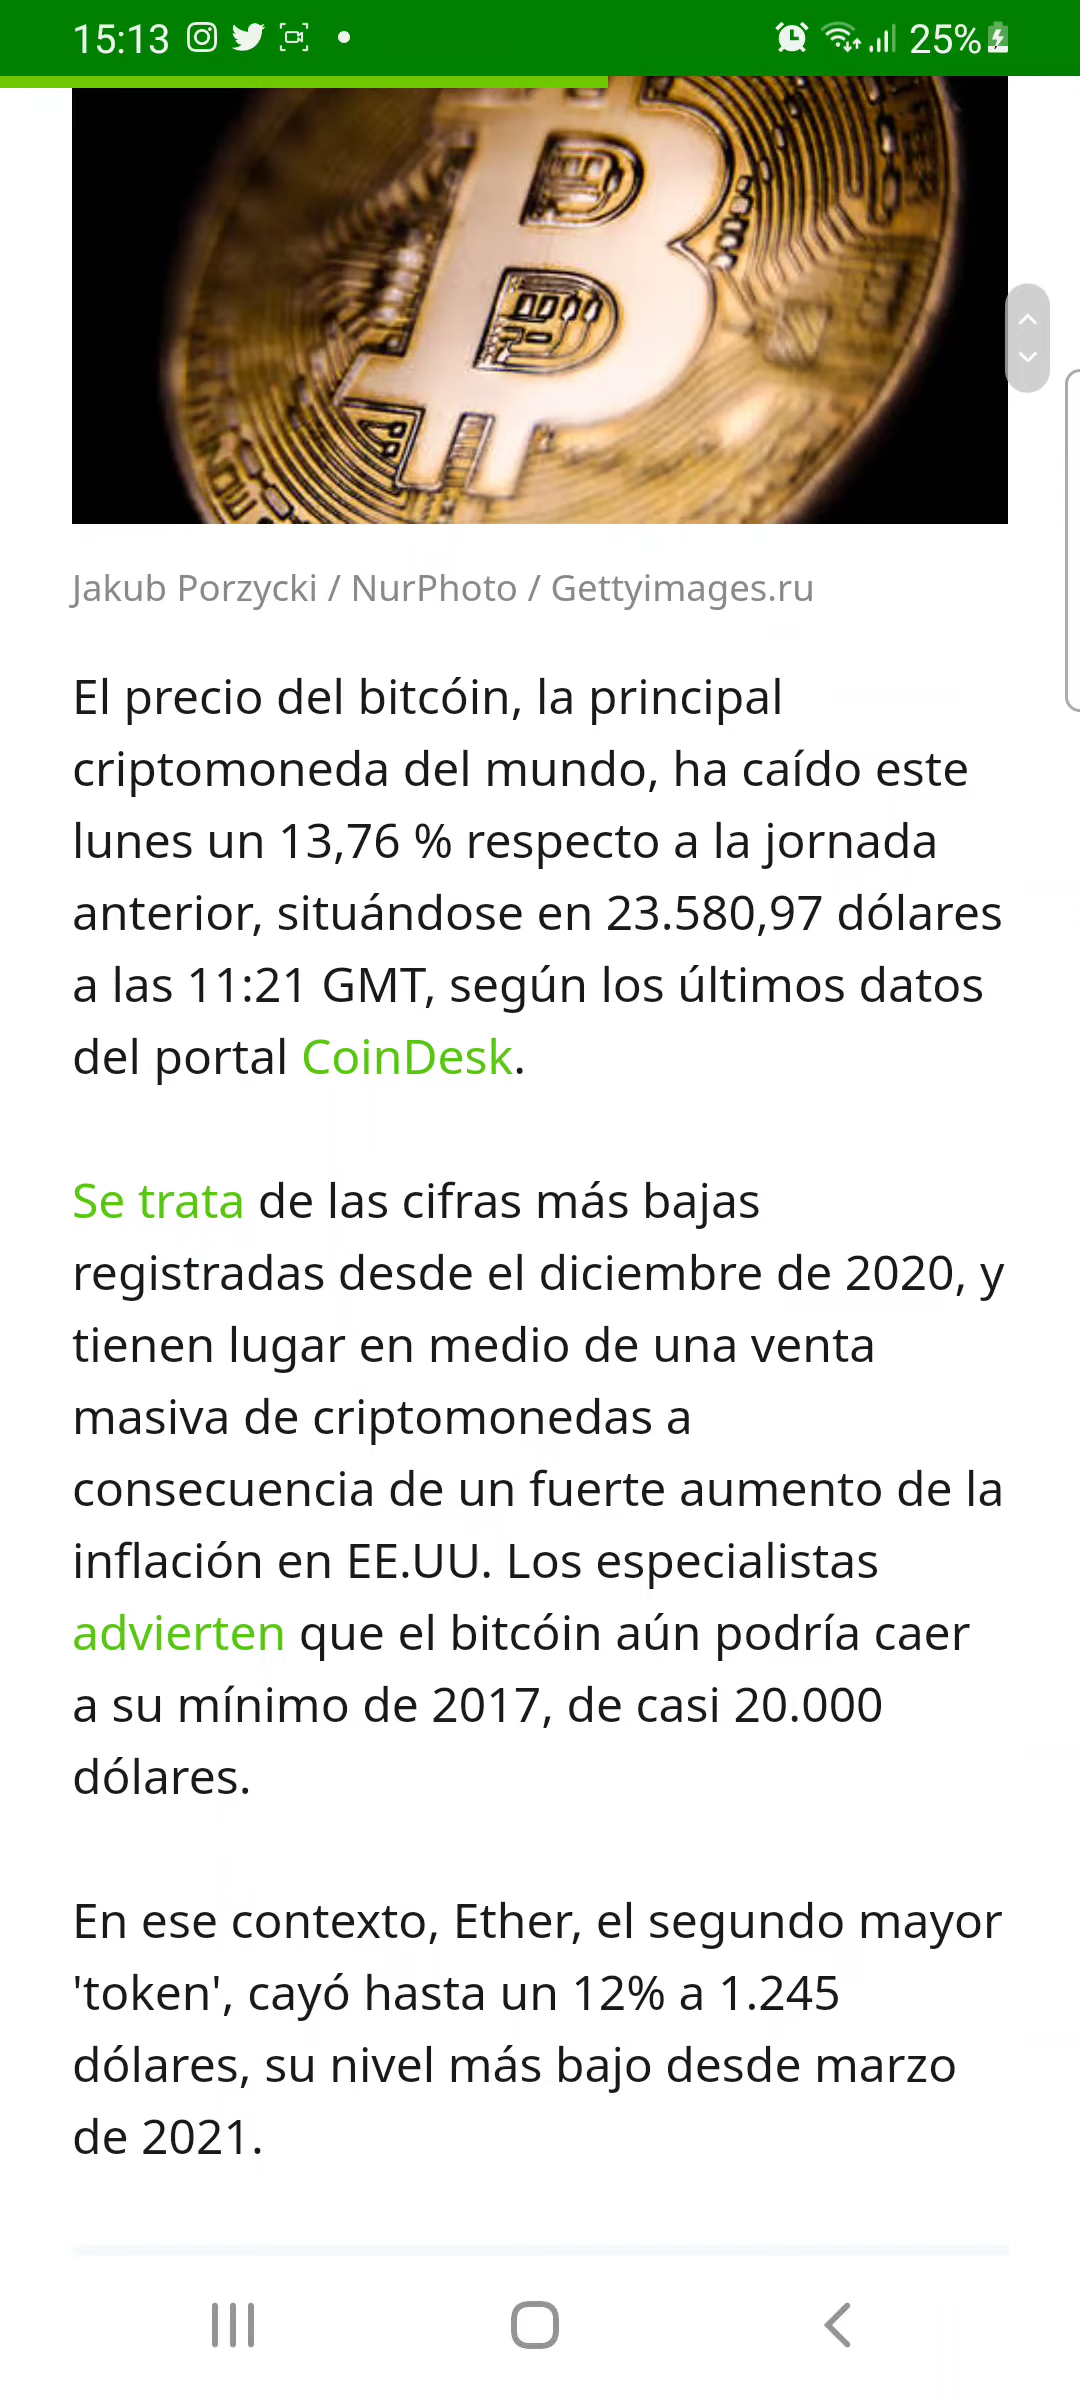 15:13
25%
Jakub Porzycki / NurPhoto / Gettyimages.ru
El precio del bitcóin, la principal
criptomoneda del mundo, ha caído este
lunes un 13,76 % respecto a la jornada
anterior, situándose en 23.580,97 dólares
a las 11:21 GMT, según los últimos datos
del portal CoinDesk.
Se trata de las cifras más bajas
registradas desde el diciembre de 2020, y
tienen lugar en medio de una venta
masiva de criptomonedas a
consecuencia de un fuerte aumento de la
inflación en EE.UU. Los especialistas
advierten que el bitcóin aún podría caer
a su mínimo de 2017, de casi 20.000
dólares.
En ese contexto, Ether, el segundo mayor
'token', cayó hasta un 12% a 1.245
dólares, su nivel más bajo desde marzo
de 2021.